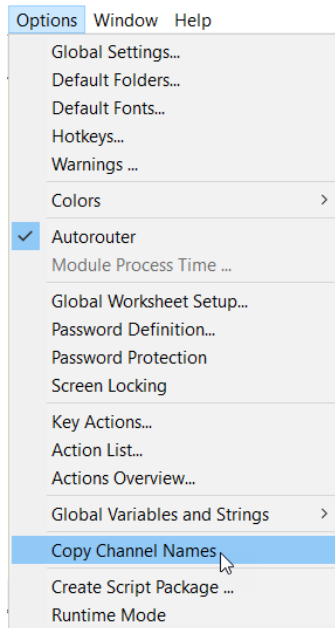 Options Window Help
Global Settings...
Default Folders...
Default Fonts...
Hotkeys...
Warnings ...
Colors
Autorouter
Module Process Time ...
Global Worksheet Setup...
Password Definition...
Password Protection
Screen Locking
Key Actions...
Action List...
Actions Overview...
Global Variables and Strings
Copy Channel Names
Create Script Package ...
Runtime Mode